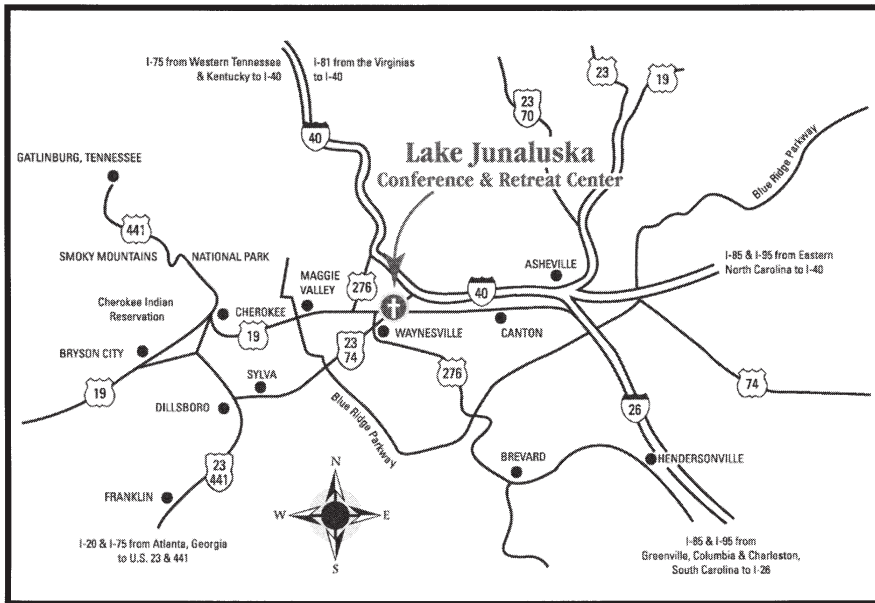 I-75 from Western Tennessee
& Kentucky to I-40
I-81 from the Virginias
to I-40
23
19
23
70
40
Lake Junaluska
Conference & Retreat Center
GATLINBURG, TENNESSEE
Blue Ridge Parkway
441
SMOKY MOUNTAINS
NATIONAL PARK
I-85 & I-95 from Eastern
North Carolina to I-40
ASHEVILLE
MAGGIE
VALLEY
276
40
Cherokee Indian
Reservation
CHEROKEE
19
WAYNESVILLE
CANTON
BRYSON CITY
23
74
276
74
19
SYLVA
DILLSBORO
Blue Ridge Parkway
26
23
441
BREVARD
HENDERSONVILLE
FRANKLIN
N
W
E
S
I-20 & I-75 from Atlanta, Georgia
to U.S. 23 & 441
I-85 & I-95 from
Greenville, Columbia & Charleston,
South Carolina to I-26